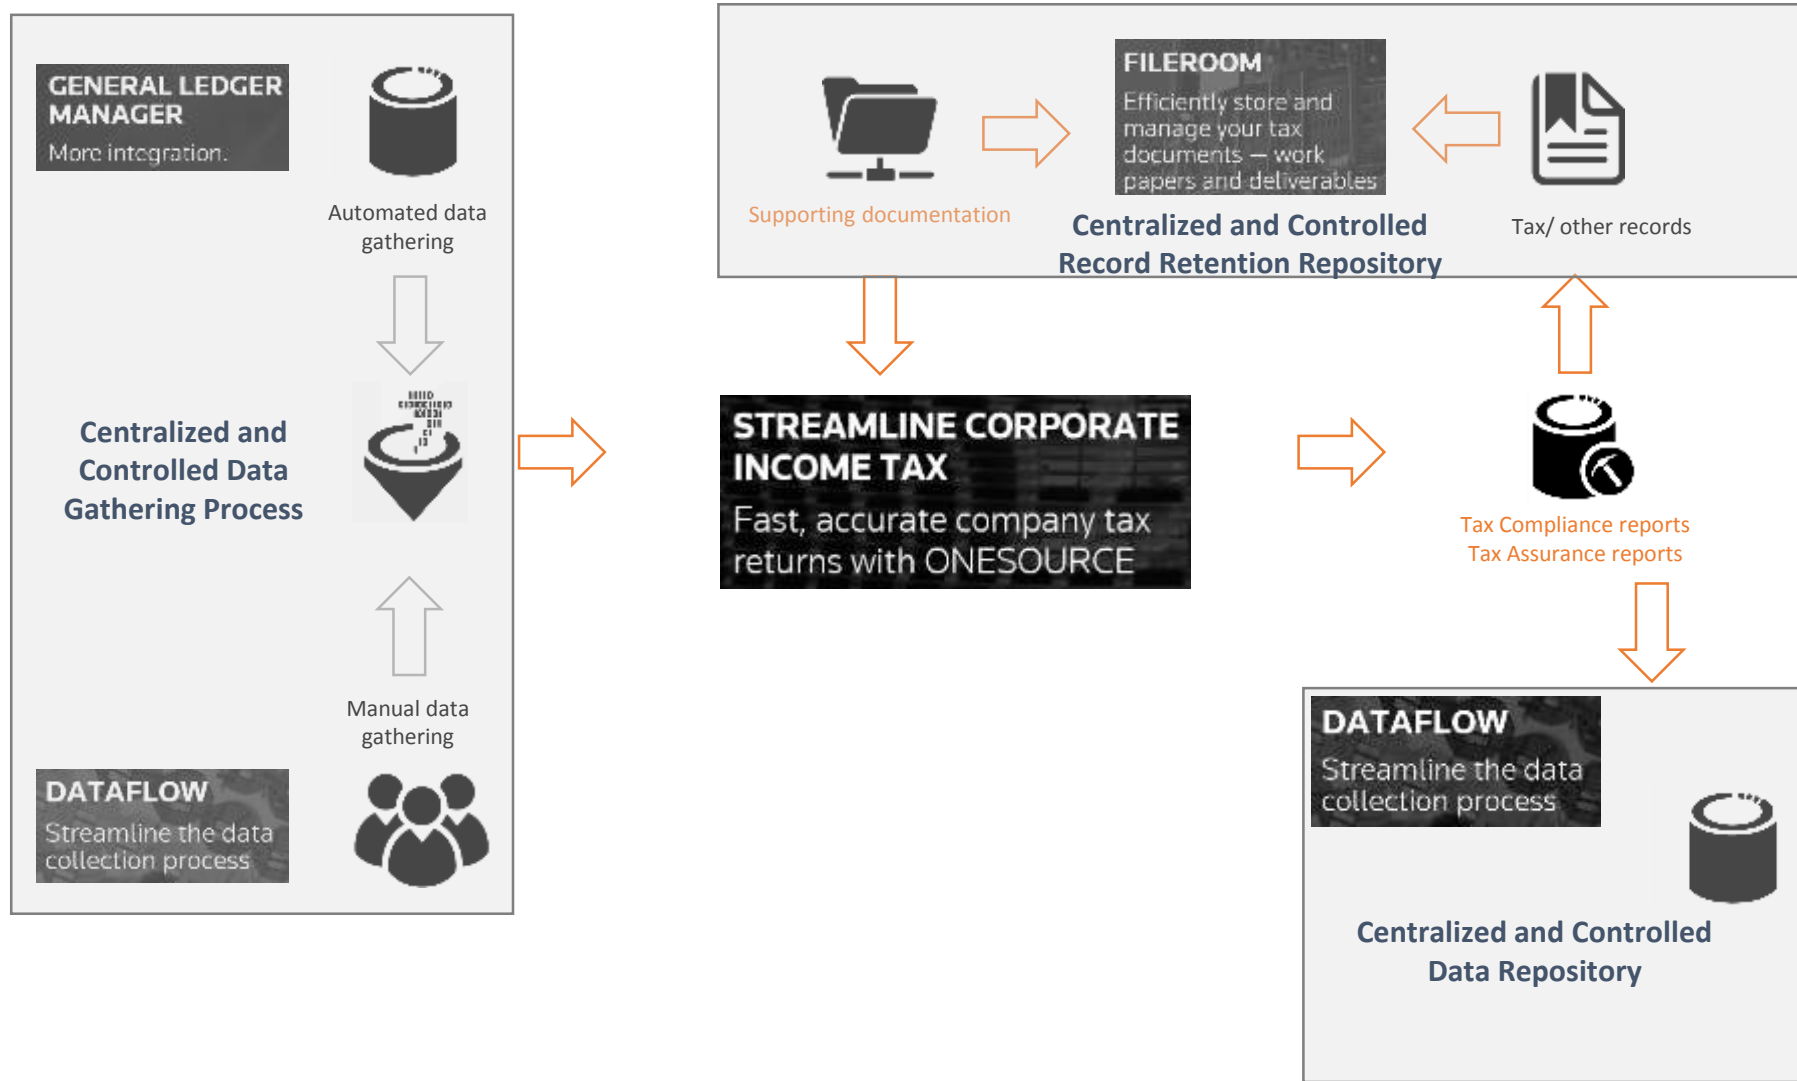 GENERAL LEDGER
MANAGER
More integration.
Automated data
gathering
Centralized and
Controlled Data
Gathering Process
Manual data
gathering
DATAFLOW
Streamline the data
collection process
Supporting documentation
FILEROOM
Efficiently store and
manage your tax
documents — work
papers and deliverables
Centralized and Controlled
Record Retention Repository
Tax/ other records
STREAMLINE CORPORATE
INCOME TAX
Fast, accurate company tax
returns with ONESOURCE
Tax Compliance reports
Tax Assurance reports
DATAFLOW
Streamline the data
collection process
Centralized and Controlled
Data Repository